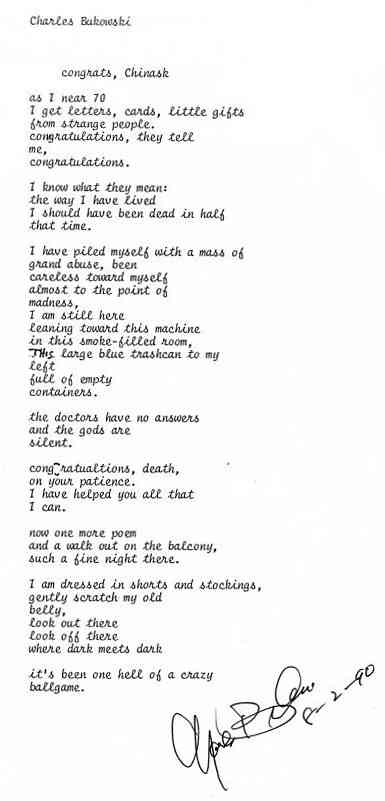 Charles Bukowski
congrats, Chinask
as I near 70
I get letters, cards, little gifts
from strange people.
congratulations, they tell
me,
congratulations.
I know what they mean:
the way I have lived
I should have been dead in half
that time.
I have piled myself with a mass of
grand abuse, been
careless toward myself
almost to the point of
madness,
I am still here
leaning toward this machine
in this smoke-filled room,
THIS large blue trashcan to my
left
full of empty
containers.
the doctors have no answers
and the gods are
silent.
congratualtions, death,
on your patience.
I have helped you all that
I can.
now one more poem
and a walk out on the balcony,
such a fine night there.
I am dressed in shorts and stockings,
gently scratch my old
belly,
look out there
look off there
where dark meets dark
it's been one hell of a crazy
ballgame.